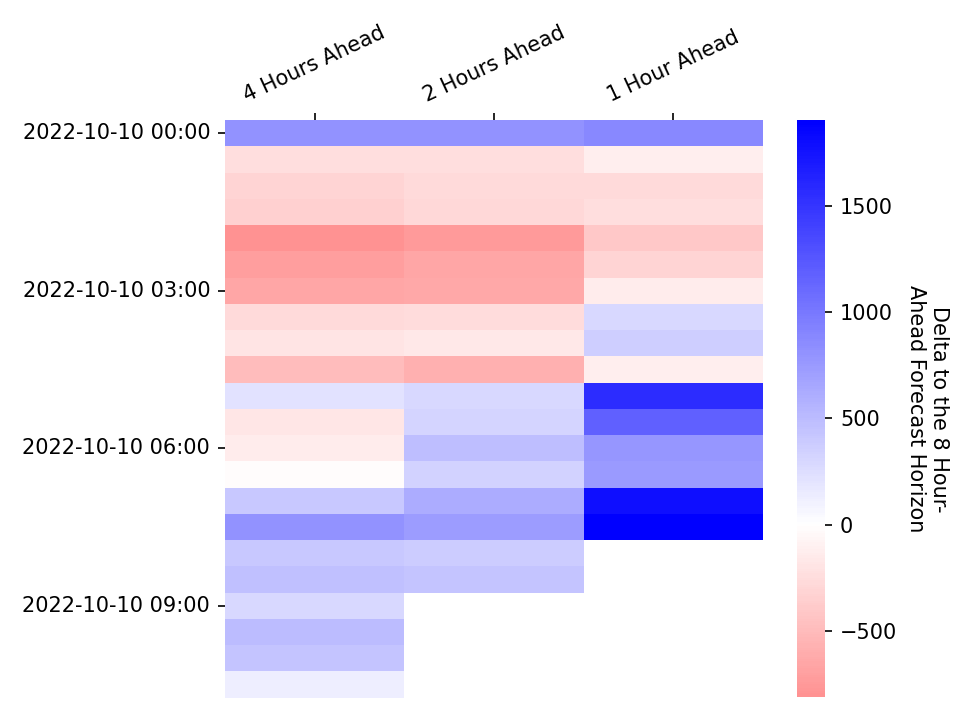 4 Hours Ahead
2 Hours Ahead
1 Hour Ahead
2022-10-10 00:00
2022-10-10 03:00
2022-10-10 06:00
2022-10-10 09:00
1500
1000
500
0
−500
Delta to the 8 Hour-
Ahead Forecast Horizon